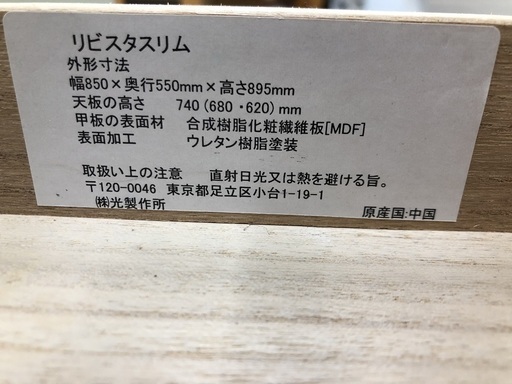 リビスタスリム
外形寸法
幅850×奥行550mm×高さ895mm
天板の高さ 740(680・620)mm
甲板の表面材 合成樹脂化粧繊維板[MDF]
表面加工 ウレタン樹脂塗装
取扱い上の注意 直射日光又は熱を避ける旨。
〒120-0046 東京都足立区小台1-19-1
㈱光製作所
原産国:中国